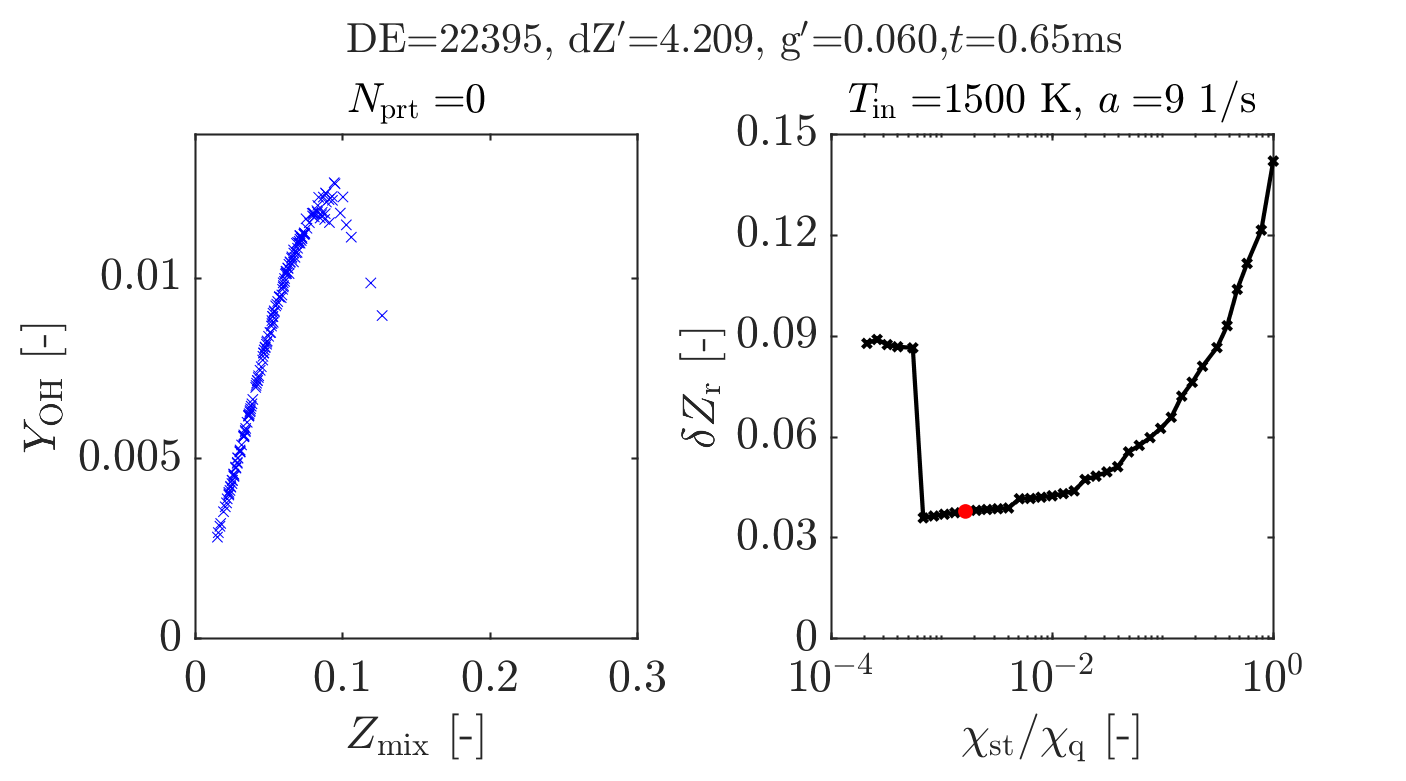 DE=22395, dZ′=4.209, g′=0.060,t=0.65ms
N_prt =0
T_in =1500 K, a =9 1/s
0.01
0.005
0
Y_OH [-]
0
0.1
0.2
0.3
Z_mix [-]
0.15
0.12
0.09
0.06
0.03
0
δZ_r [-]
10^−4
10^−2
10^0
χ_st/χ_q [-]